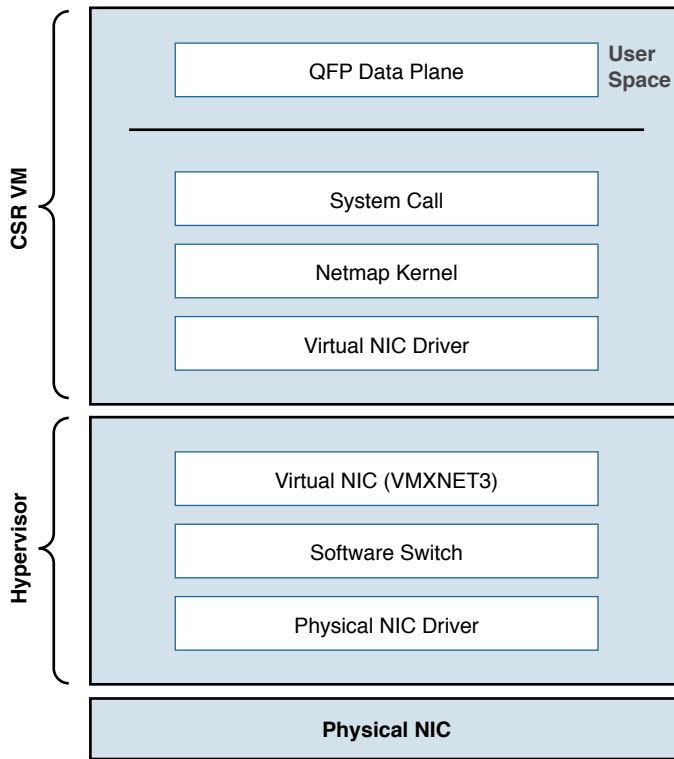 QFP Data Plane
User
Space
System Call
Netmap Kernel
Virtual NIC Driver
CSR VM
Virtual NIC (VMXNET3)
Software Switch
Physical NIC Driver
Hypervisor
Physical NIC